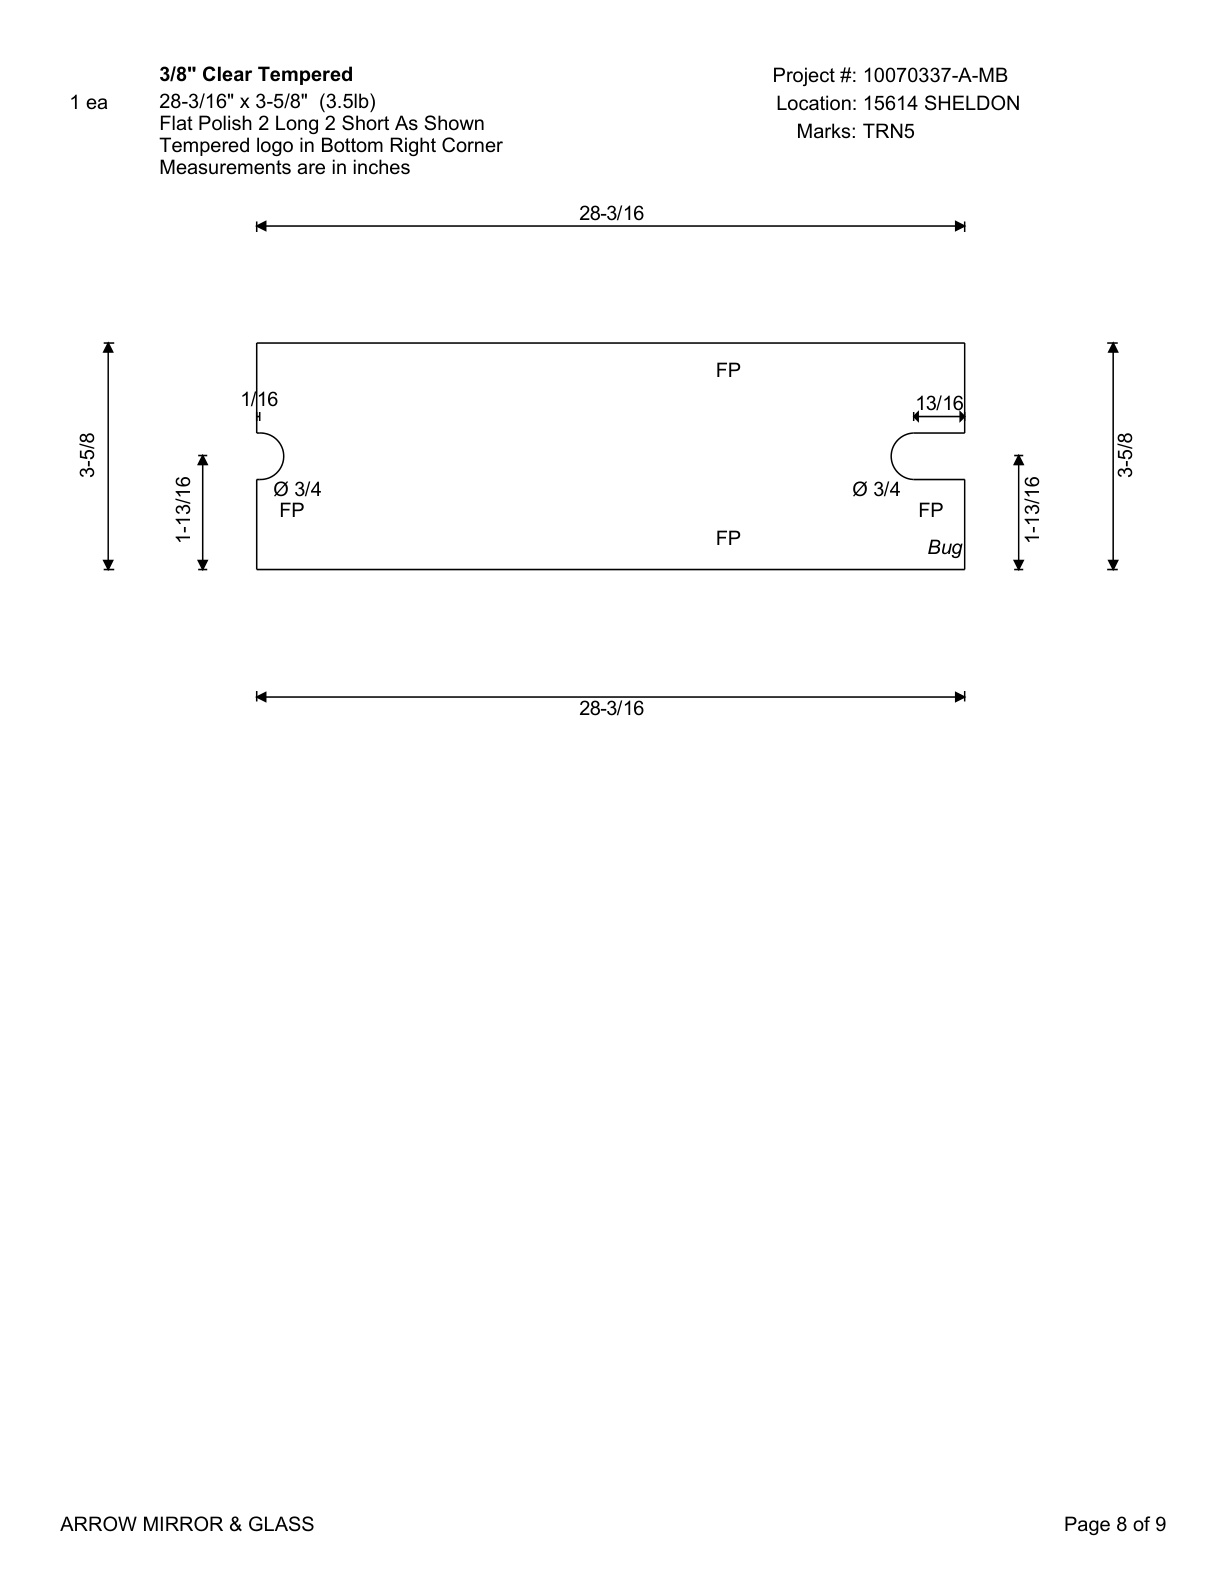 3/8" Clear Tempered
Project #: 10070337-A-MB
1 ea
28-3/16" x 3-5/8" (3.5lb)
Location: 15614 SHELDON
Flat Polish 2 Long 2 Short As Shown
Marks: TRN5
Tempered logo in Bottom Right Corner
Measurements are in inches
28-3/16
FP
1/16
13/16
3-5/8
3-5/8
1-13/16
1-13/16
Ø 3/4
Ø 3/4
FP
FP
FP
Bug
28-3/16
ARROW MIRROR & GLASS
Page 8 of 9